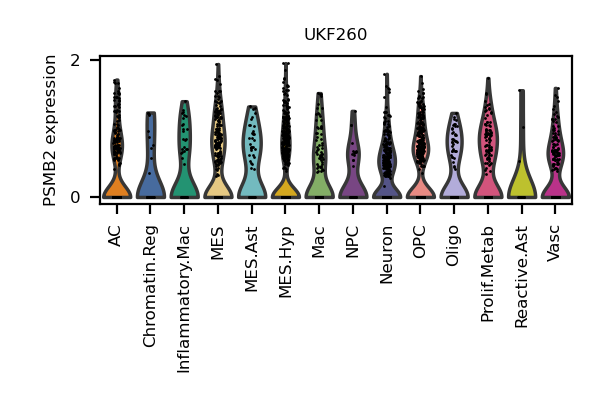 UKF260
PSMB2 expression
2
0
AC
Chromatin.Reg
Inflammatory.Mac
MES
MES.Ast
MES.Hyp
Mac
NPC
Neuron
OPC
Oligo
Prolif.Metab
Reactive.Ast
Vasc